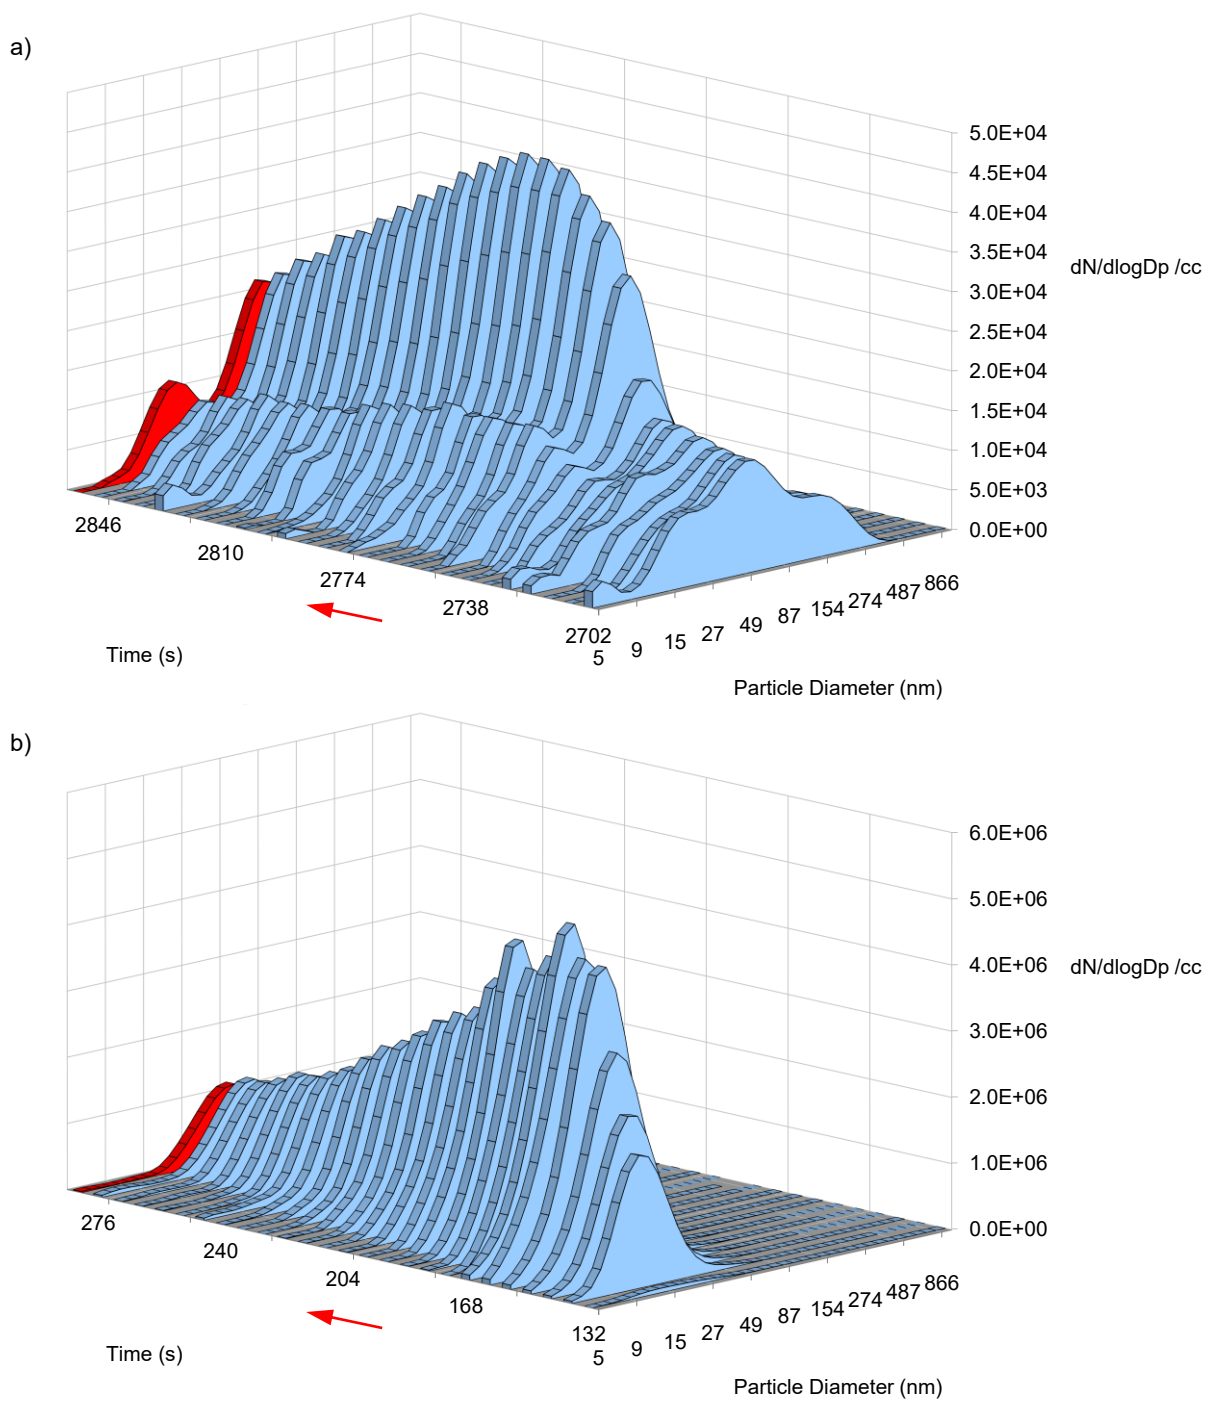 a)
5.0E+04
4.5E+04
4.0E+04
3.5E+04
dN/dlogDp /cc
3.0E+04
2.5E+04
2.0E+04
1.5E+04
1.0E+04
5.0E+03
0.0E+00
2846
2810
2774
2738
2702
5
9
15
27
49
87
154
274
487
866
Time (s)
Particle Diameter (nm)
b)
6.0E+06
5.0E+06
4.0E+06
dN/dlogDp /cc
3.0E+06
2.0E+06
1.0E+06
0.0E+00
276
240
204
168
132
5
9
15
27
49
87
154
274
487
866
Time (s)
Particle Diameter (nm)